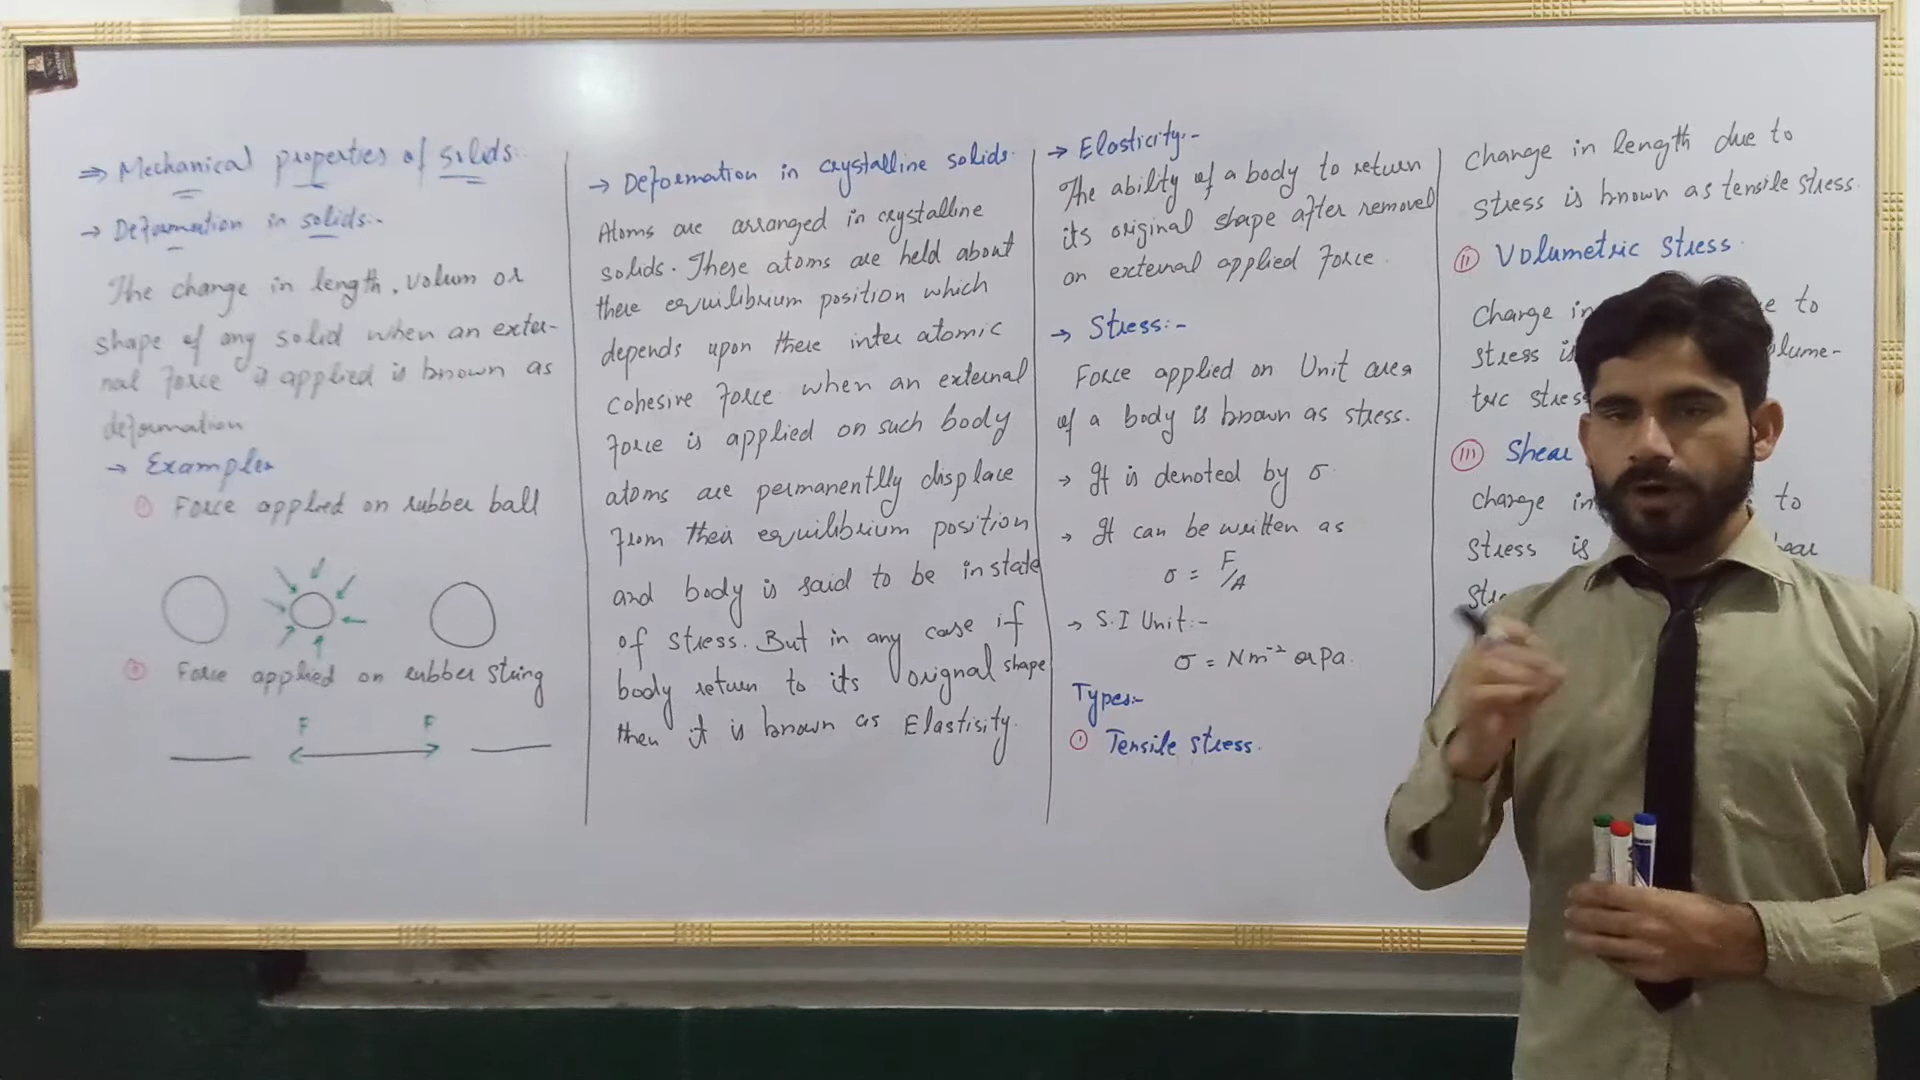 ⇒ Mechanical properties of solids:
→ Deformation in solids:-
The change in length, volum or
shape of any solid when an exter-
nal force is applied is known as
deformation
→ Examples
① Force applied on rubber ball
② Force applied on rubber string
F F
→ Deformation in crystalline solids.
Atoms are arranged in crystalline
solids. These atoms are held about
there equilibrium position which
depends upon there inter atomic
cohesive force when an external
force is applied on such body
atoms are permanentlly displace
from their equilibrium position
and body is said to be in state
of stress. But in any case if
body return to its orignal shape
then it is known as Elastisity.
→ Elasticity:-
The ability of a body to return
its original shape after removel
an external applied force.
→ Stress:-
Force applied on Unit area
of a body is known as stress.
→ It is denoted by σ
→ It can be written as
σ = F/A
→ S.I Unit:-
σ = Nm⁻² or Pa.
Types:-
① Tensile stress.
change in length due to
stress is known as tensile stress.
(II) Volumetric stress.
change in to
stress is lume-
tric stress
(III) Shear
change in to
stress is